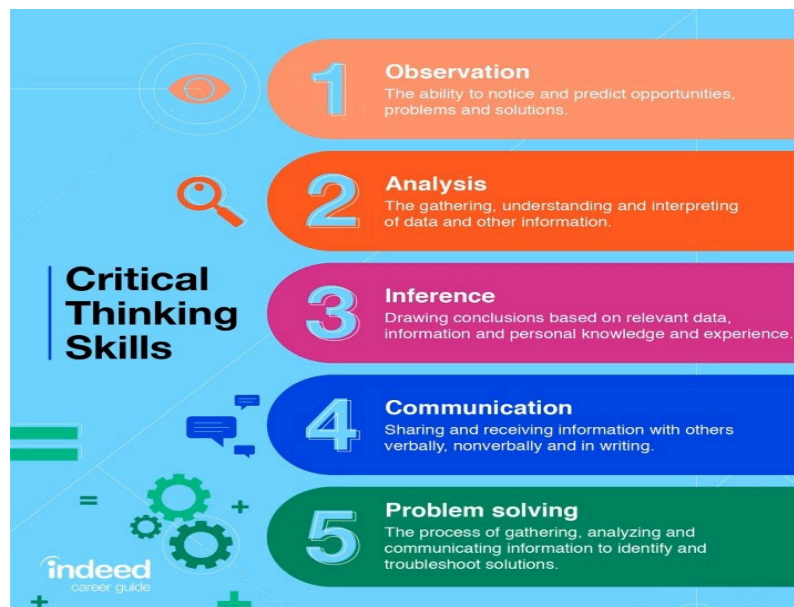 Critical
Thinking
Skills
1
Observation
The ability to notice and predict opportunities,
problems and solutions.
2
Analysis
The gathering, understanding and interpreting
of data and other information.
3
Inference
Drawing conclusions based on relevant data,
information and personal knowledge and experience.
4
Communication
Sharing and receiving information with others
verbally, nonverbally and in writing.
5
Problem solving
The process of gathering, analyzing and
communicating information to identify and
troubleshoot solutions.
indeed
career guide